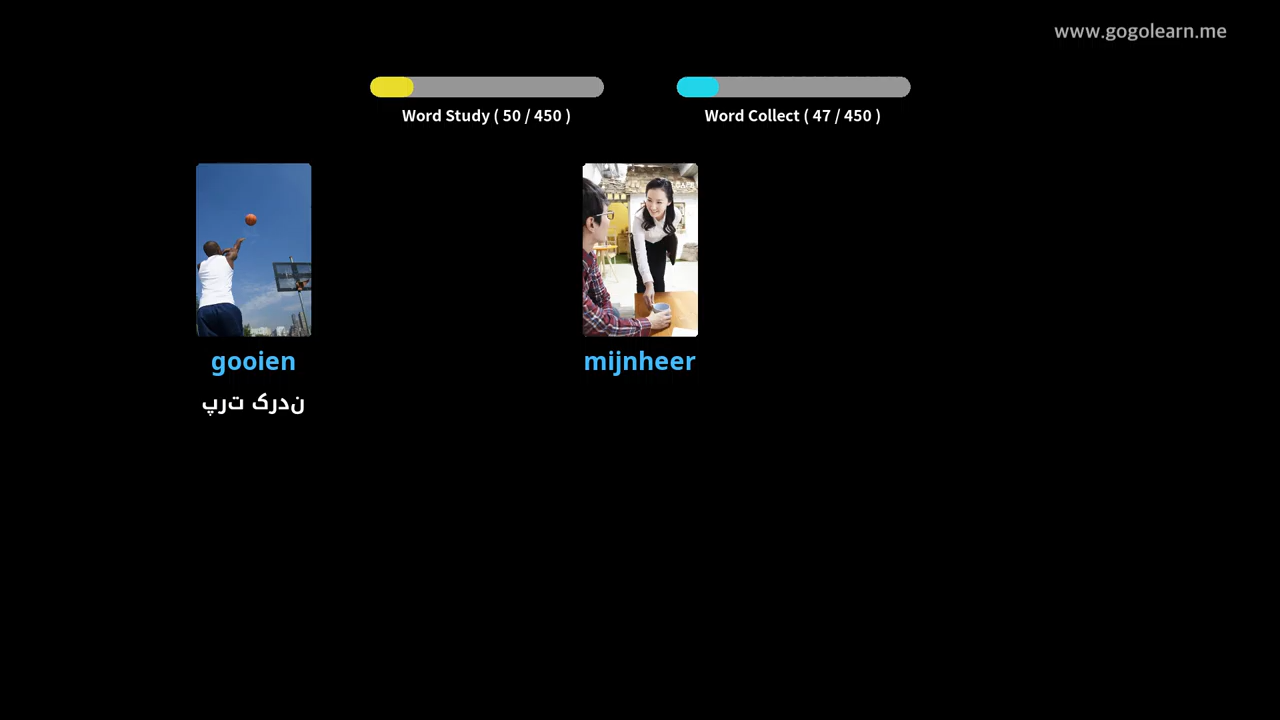 www.gogolearn.me
Word Study ( 50 / 450 )
Word Collect ( 47 / 450 )
gooien
mijnheer
پرت کردن